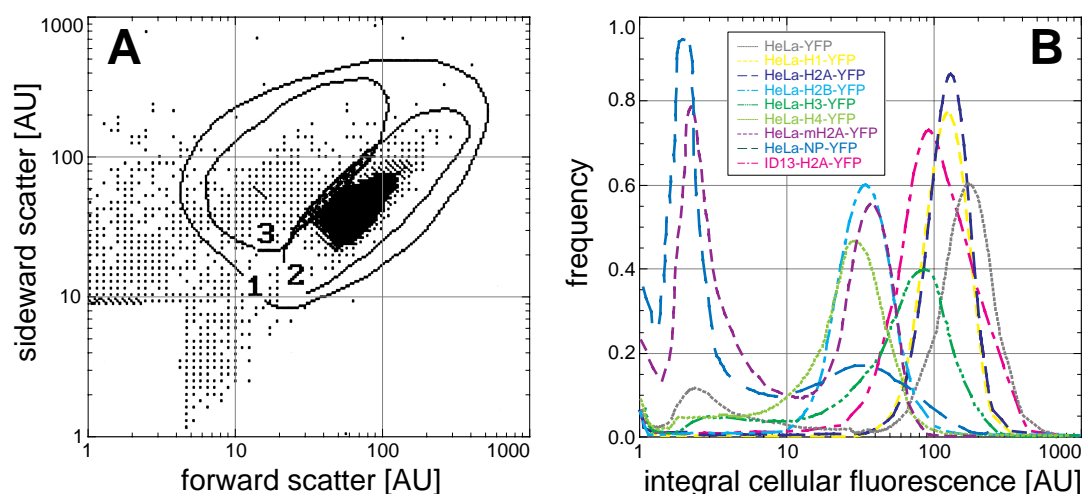 A
1000
100
10
1
sideward scatter [AU]
3
2
1
1 10 100 1000
forward scatter [AU]
B
1.0
0.8
0.6
0.4
0.2
0.0
frequency
HeLa-YFP
HeLa-H1-YFP
HeLa-H2A-YFP
HeLa-H2B-YFP
HeLa-H3-YFP
HeLa-H4-YFP
HeLa-mH2A-YFP
HeLa-NP-YFP
ID13-H2A-YFP
1 10 100 1000
integral cellular fluorescence [AU]